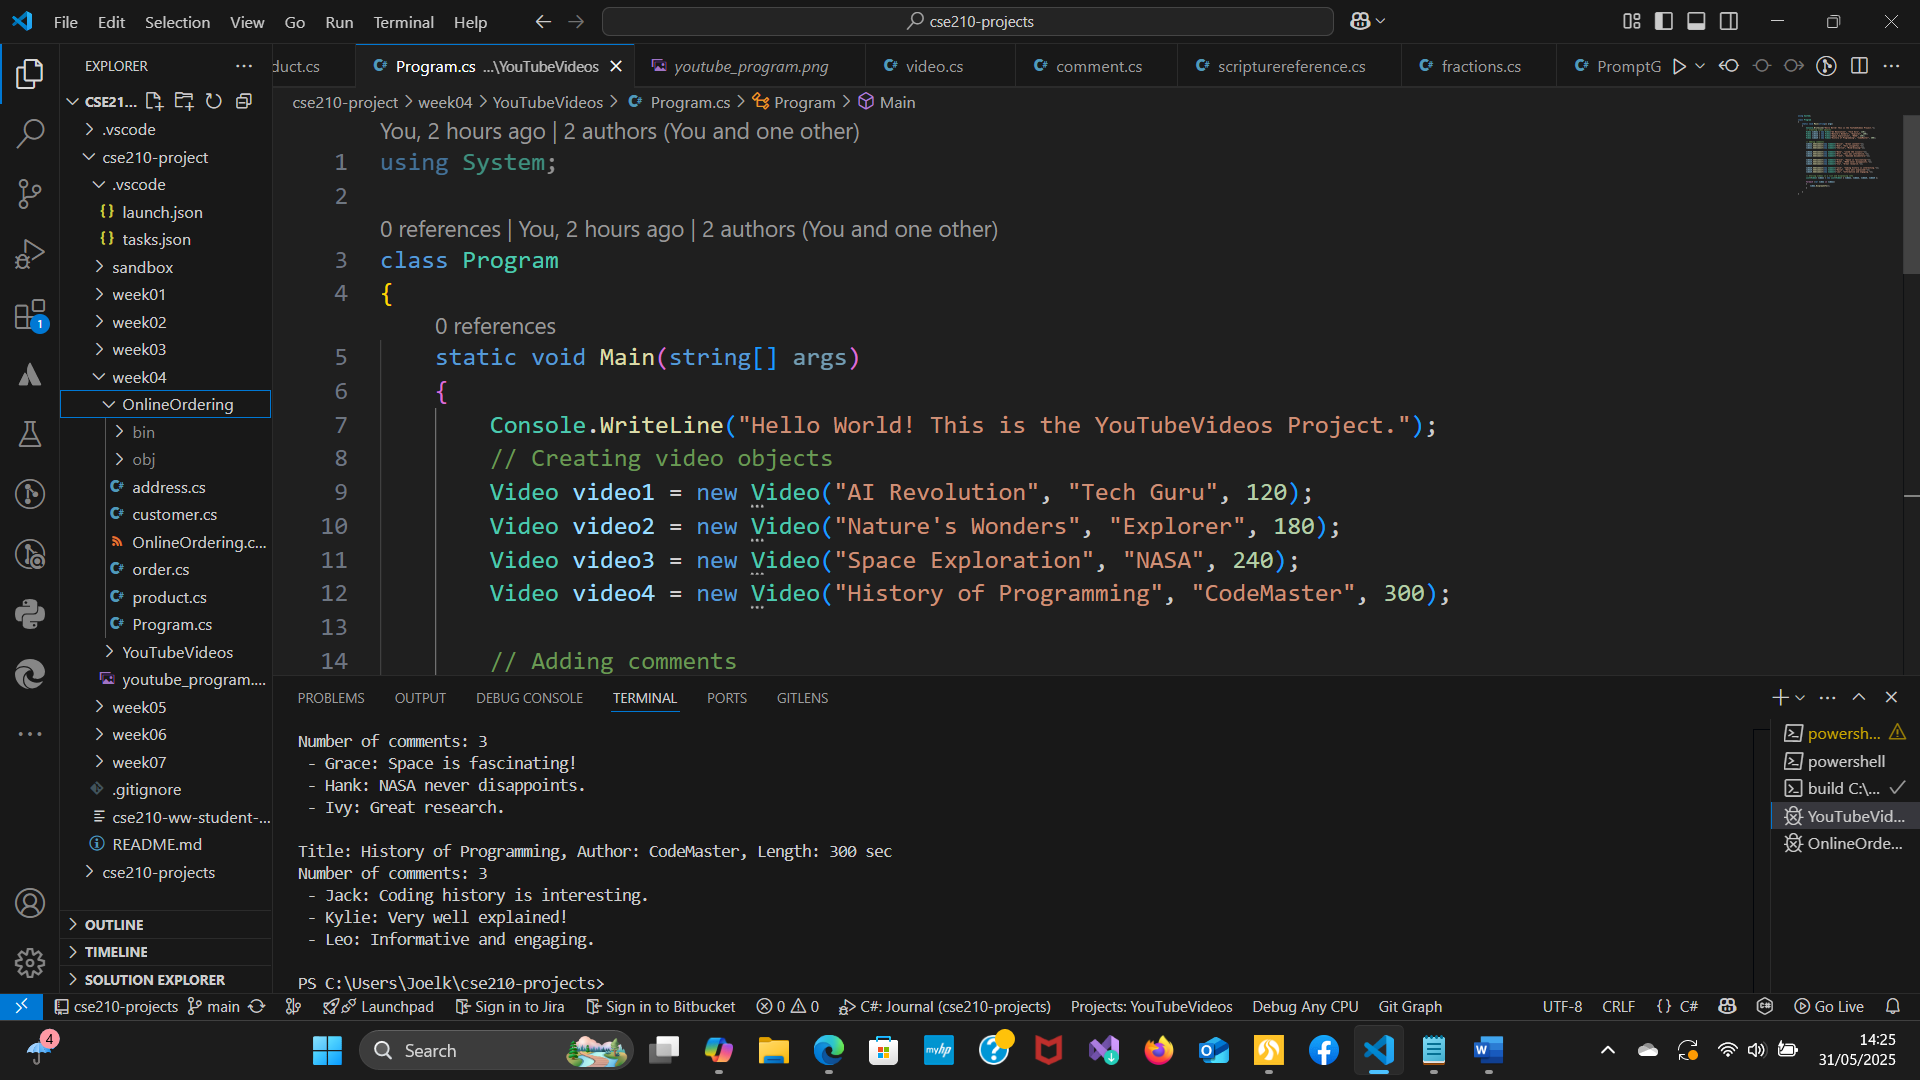 File Edit Selection View Go Run Terminal Help
cse210-projects
EXPLORER
duct.cs
Program.cs ...\YouTubeVideos
youtube_program.png
video.cs
comment.cs
scripturereference.cs
fractions.cs
PromptG
CSE21...
cse210-project > week04 > YouTubeVideos > Program.cs > Program > Main
.vscode
cse210-project
.vscode
launch.json
tasks.json
sandbox
week01
week02
week03
week04
OnlineOrdering
bin
obj
address.cs
customer.cs
OnlineOrdering.c...
order.cs
product.cs
Program.cs
YouTubeVideos
youtube_program....
week05
week06
week07
.gitignore
cse210-ww-student-...
README.md
cse210-projects
OUTLINE
TIMELINE
SOLUTION EXPLORER
1
You, 2 hours ago | 2 authors (You and one other)
1 using System;
2
0 references | You, 2 hours ago | 2 authors (You and one other)
3 class Program
4 {
0 references
5 static void Main(string[] args)
6 {
7 Console.WriteLine("Hello World! This is the YouTubeVideos Project.");
8 // Creating video objects
9 Video video1 = new Video("AI Revolution", "Tech Guru", 120);
10 Video video2 = new Video("Nature's Wonders", "Explorer", 180);
11 Video video3 = new Video("Space Exploration", "NASA", 240);
12 Video video4 = new Video("History of Programming", "CodeMaster", 300);
13
14 // Adding comments
PROBLEMS OUTPUT DEBUG CONSOLE TERMINAL PORTS GITLENS
Number of comments: 3
- Grace: Space is fascinating!
- Hank: NASA never disappoints.
- Ivy: Great research.
Title: History of Programming, Author: CodeMaster, Length: 300 sec
Number of comments: 3
- Jack: Coding history is interesting.
- Kylie: Very well explained!
- Leo: Informative and engaging.
PS C:\Users\Joelk\cse210-projects>
powersh...
powershell
build C:\...
YouTubeVid...
OnlineOrde...
cse210-projects main Launchpad Sign in to Jira Sign in to Bitbucket 0 0 C#: Journal (cse210-projects) Projects: YouTubeVideos Debug Any CPU Git Graph UTF-8 CRLF {} C# Go Live
4
Search
myhp
14:25
31/05/2025